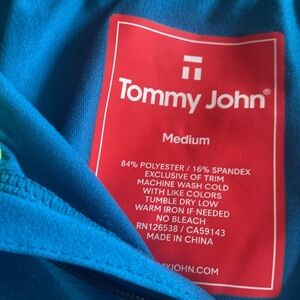 Tommy John®
Medium
84% POLYESTER / 16% SPANDEX
EXCLUSIVE OF TRIM
MACHINE WASH COLD
WITH LIKE COLORS
TUMBLE DRY LOW
WARM IRON IF NEEDED
NO BLEACH
RN126538 / CA59143
MADE IN CHINA
MYJOHN.COM